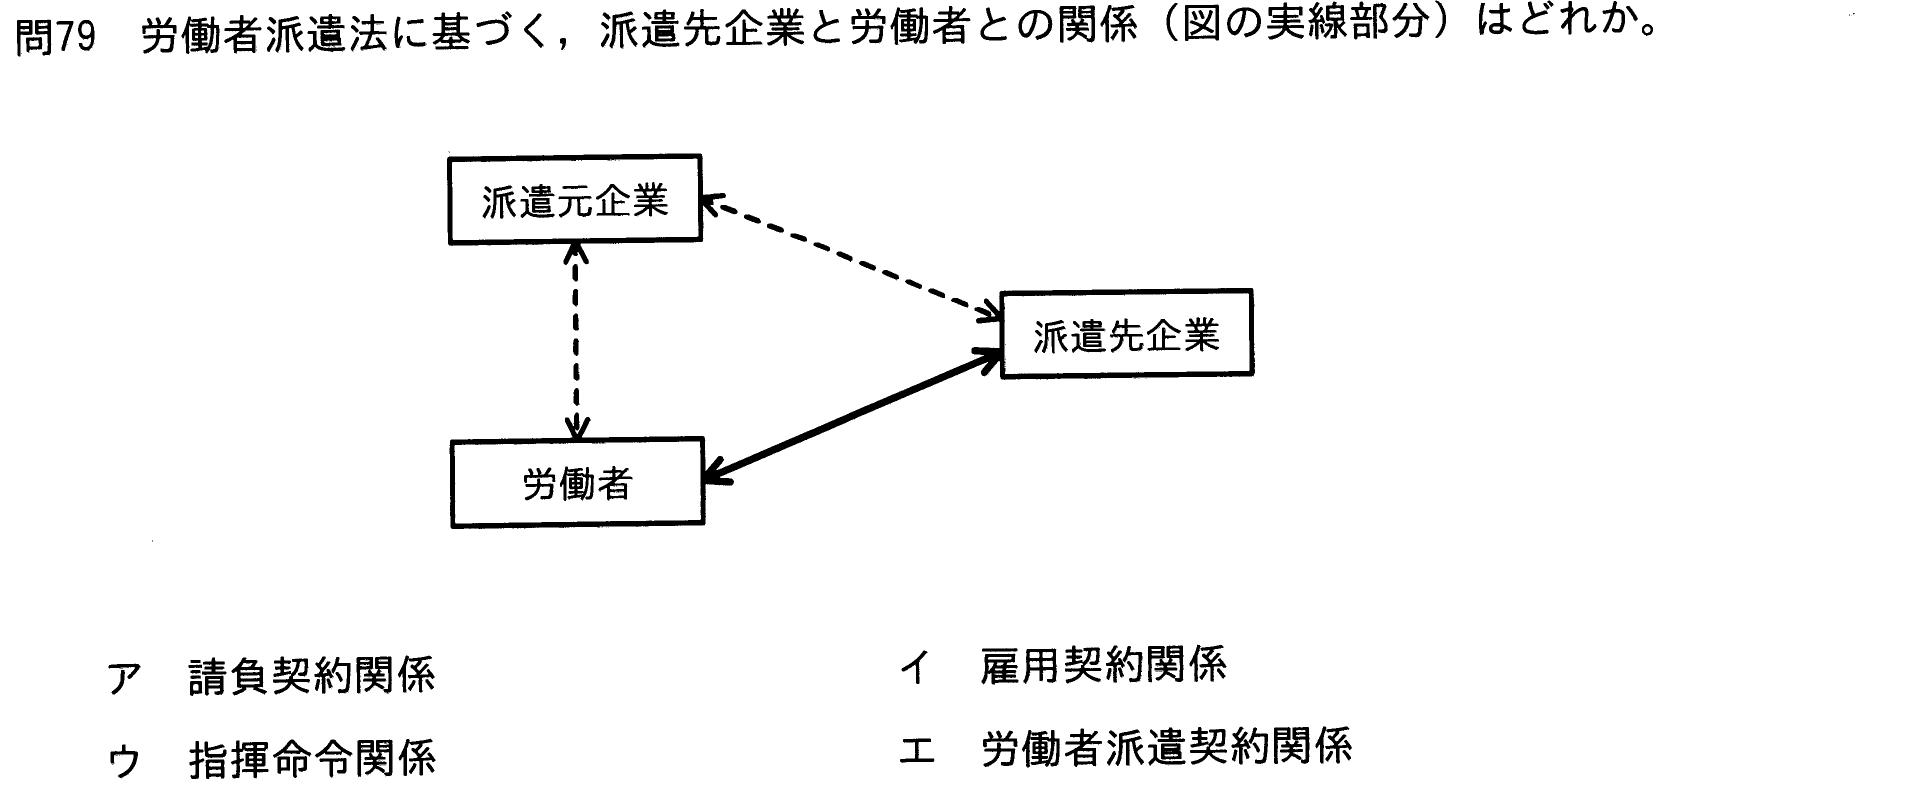 問79 労働者派遣法に基づく，派遣先企業と労働者との関係（図の実線部分）はどれか。
派遣元企業
派遣先企業
労働者
ア 請負契約関係
イ 雇用契約関係
ウ 指揮命令関係
エ 労働者派遣契約関係